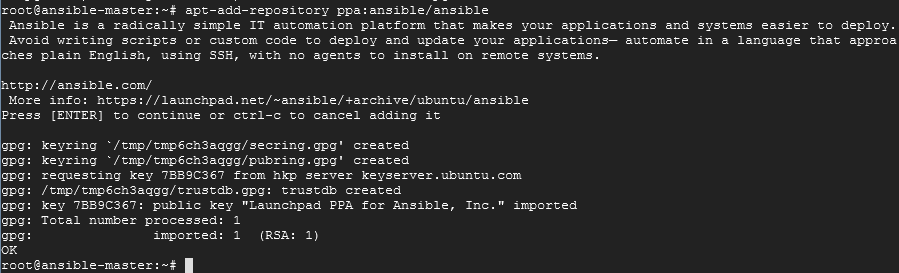 root@ansible-master:~# apt-add-repository ppa:ansible/ansible
 Ansible is a radically simple IT automation platform that makes your applications and systems easier to deploy.
 Avoid writing scripts or custom code to deploy and update your applications— automate in a language that approa
ches plain English, using SSH, with no agents to install on remote systems.
http://ansible.com/
 More info: https://launchpad.net/~ansible/+archive/ubuntu/ansible
Press [ENTER] to continue or ctrl-c to cancel adding it
gpg: keyring `/tmp/tmp6ch3aqgg/secring.gpg' created
gpg: keyring `/tmp/tmp6ch3aqgg/pubring.gpg' created
gpg: requesting key 7BB9C367 from hkp server keyserver.ubuntu.com
gpg: /tmp/tmp6ch3aqgg/trustdb.gpg: trustdb created
gpg: key 7BB9C367: public key "Launchpad PPA for Ansible, Inc." imported
gpg: Total number processed: 1
gpg:               imported: 1  (RSA: 1)
OK
root@ansible-master:~#